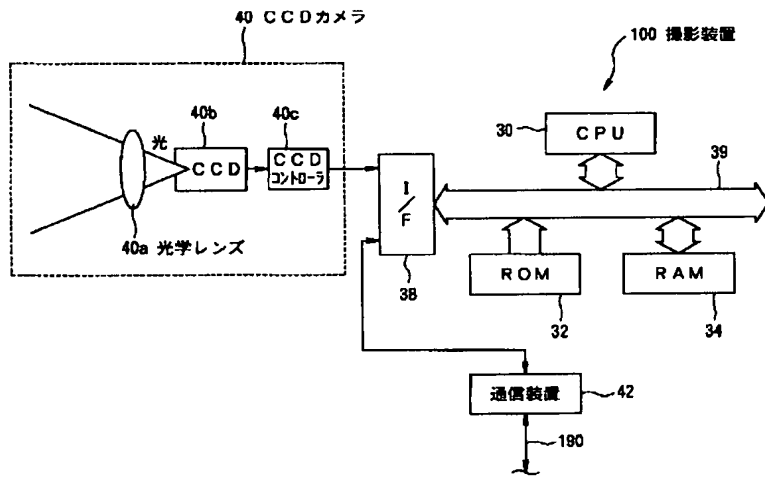 40 CCDカメラ
100 撮影装置
40b
40c
30
CPU
39
光
CCD
CCD
コントローラ
I/F
40a 光学レンズ
38
ROM
RAM
32
34
通信装置
42
190